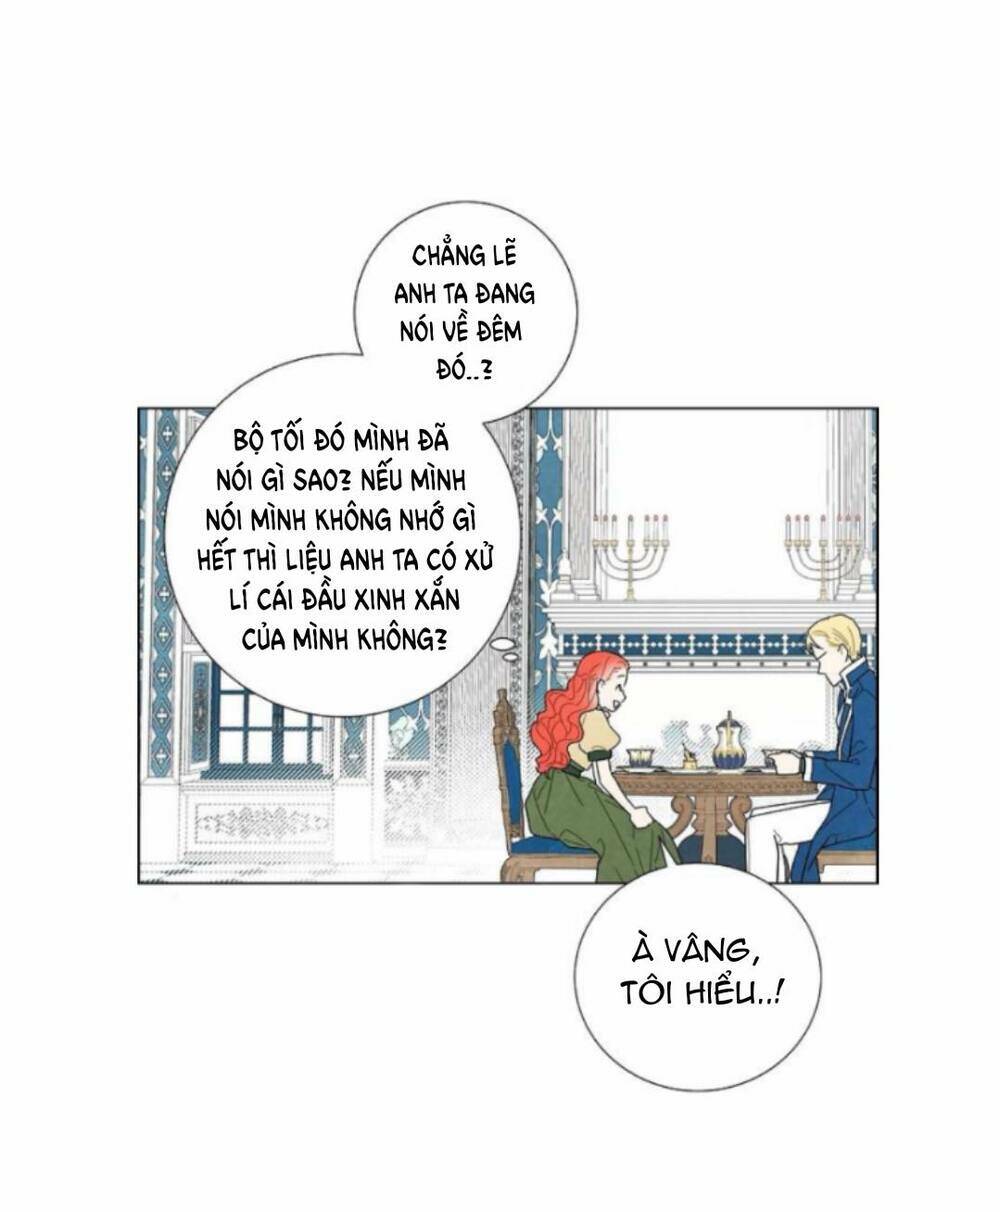 CHẲNG LẼ
ANH TA ĐANG
NÓI VỀ ĐÊM
ĐÓ..?
BỘ TỐI ĐÓ MÌNH ĐÃ
NÓI GÌ SAO? NẾU MÌNH
NÓI MÌNH KHÔNG NHỚ GÌ
HẾT THÌ LIỆU ANH TA CÓ XỬ
LÍ CÁI ĐẦU XINH XẮN
CỦA MÌNH KHÔNG?
À VÂNG,
TÔI HIỂU..!